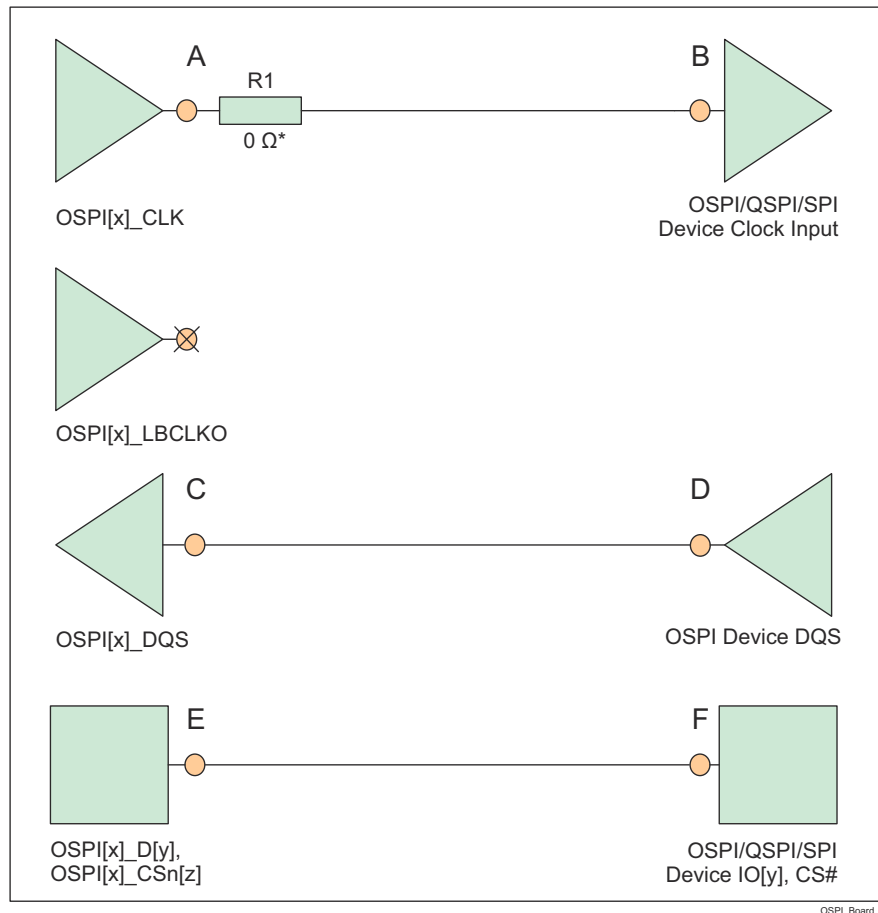 A
B
R1
0 Ω*
OSPI[x]_CLK
OSPI/QSPI/SPI
Device Clock Input
OSPI[x]_LBCLKO
C
D
OSPI[x]_DQS
OSPI Device DQS
E
F
OSPI[x]_D[y],
OSPI[x]_CSn[z]
OSPI/QSPI/SPI
Device IO[y], CS#
OSPI_Board